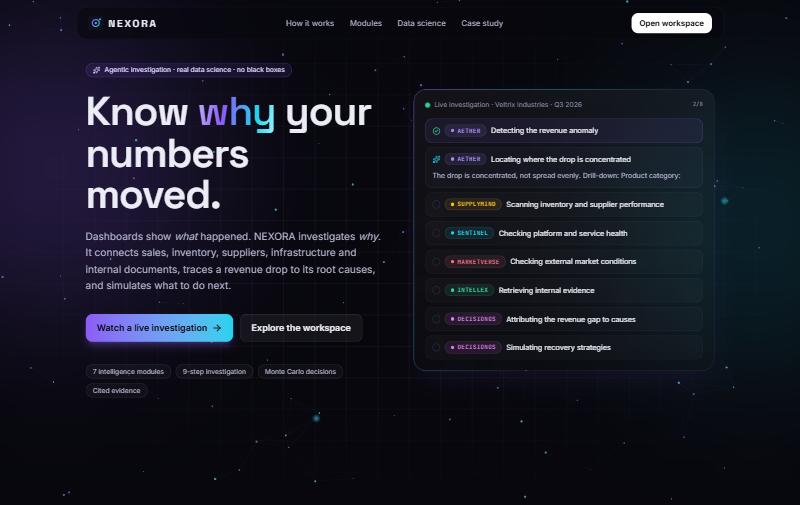 NEXORA
How it works
Modules
Data science
Case study
Open workspace
Agentic investigation · real data science · no black boxes
Know why your
numbers
moved.
Dashboards show what happened. NEXORA investigates why.
It connects sales, inventory, suppliers, infrastructure and
internal documents, traces a revenue drop to its root causes,
and simulates what to do next.
Watch a live investigation →
Explore the workspace
7 intelligence modules
9-step investigation
Monte Carlo decisions
Cited evidence
Live investigation · Veltrix Industries · Q3 2026
2/8
AETHER Detecting the revenue anomaly
AETHER Locating where the drop is concentrated
The drop is concentrated, not spread evenly. Drill-down: Product category:
SUPPLYMIND Scanning inventory and supplier performance
SENTINEL Checking platform and service health
MARKETVERSE Checking external market conditions
INTELLEX Retrieving internal evidence
DECISIONOS Attributing the revenue gap to causes
DECISIONOS Simulating recovery strategies